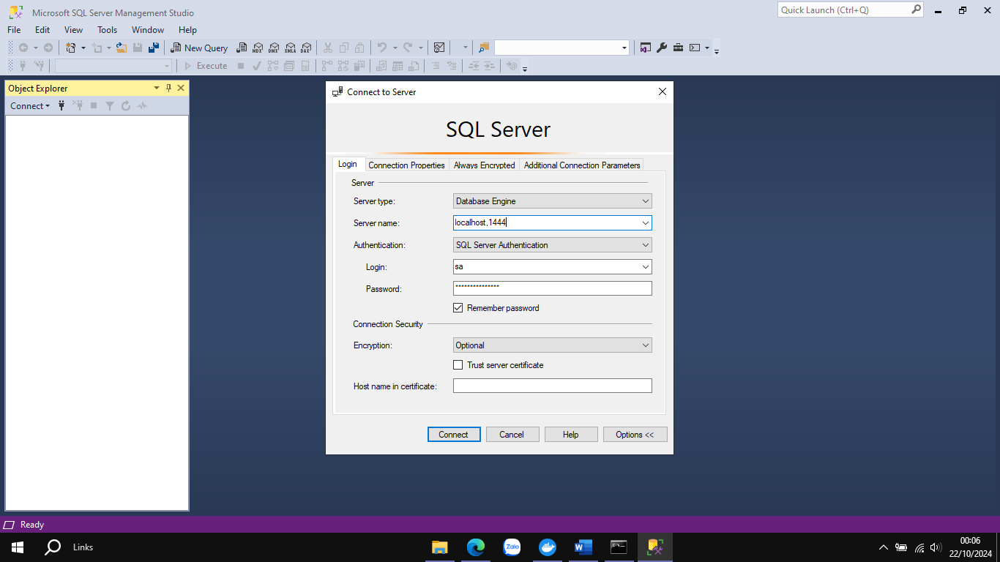 Microsoft SQL Server Management Studio
Quick Launch (Ctrl+Q)
File Edit View Tools Window Help
New Query MDX DMX XMLA DAX
Execute
Object Explorer
Connect
Connect to Server
SQL Server
Login Connection Properties Always Encrypted Additional Connection Parameters
Server
Server type: Database Engine
Server name: localhost,1444
Authentication: SQL Server Authentication
Login: sa
Password: ***************
Remember password
Connection Security
Encryption: Optional
Trust server certificate
Host name in certificate:
Connect Cancel Help Options <<
Ready
Links
Zalo
W
00:06
22/10/2024